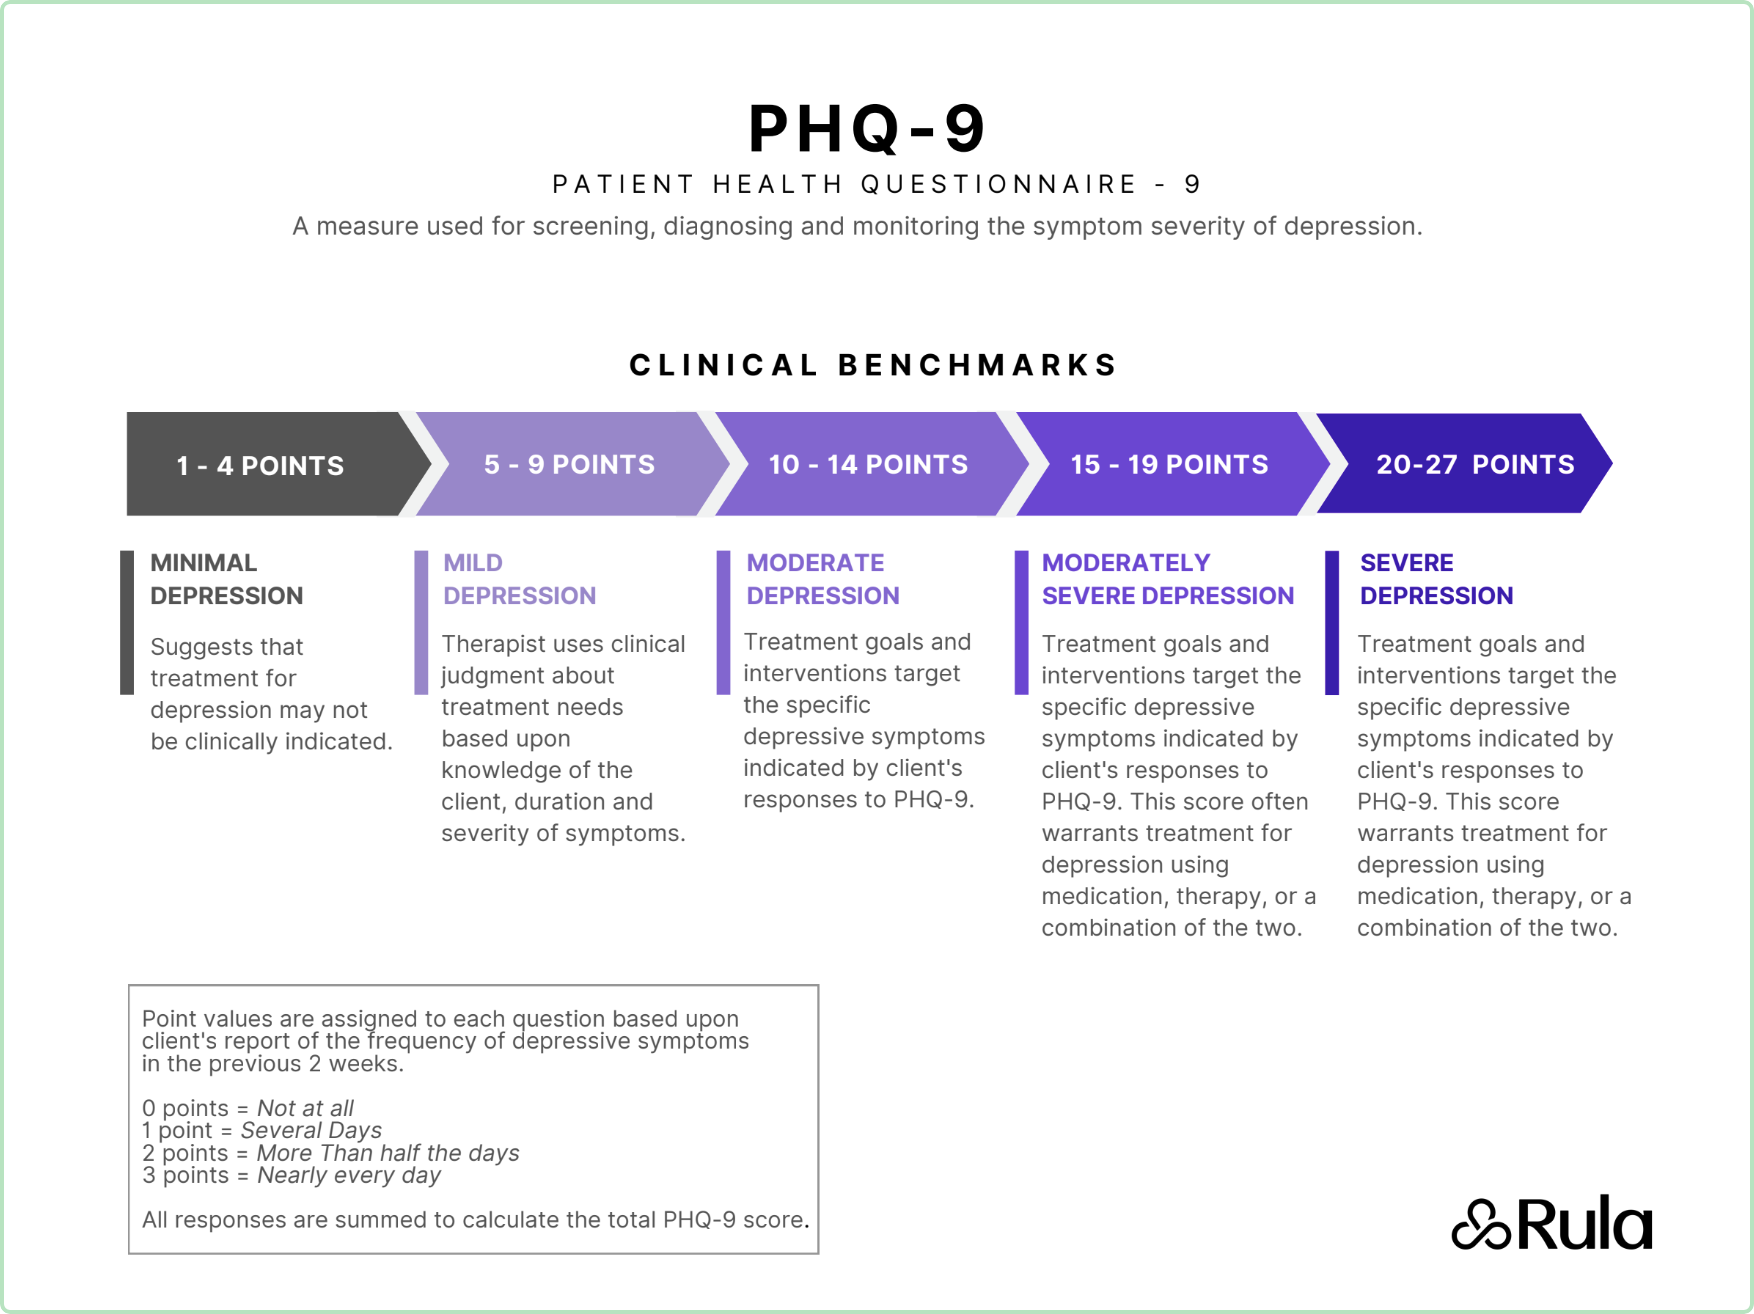 PHQ-9
PATIENT HEALTH QUESTIONNAIRE - 9
A measure used for screening, diagnosing and monitoring the symptom severity of depression.
CLINICAL BENCHMARKS
1 - 4 POINTS
5 - 9 POINTS
10 - 14 POINTS
15 - 19 POINTS
20-27 POINTS
MINIMAL
DEPRESSION
Suggests that
treatment for
depression may not
be clinically indicated.
MILD
DEPRESSION
Therapist uses clinical
judgment about
treatment needs
based upon
knowledge of the
client, duration and
severity of symptoms.
MODERATE
DEPRESSION
Treatment goals and
interventions target
the specific
depressive symptoms
indicated by client's
responses to PHQ-9.
MODERATELY
SEVERE DEPRESSION
Treatment goals and
interventions target the
specific depressive
symptoms indicated by
client's responses to
PHQ-9. This score often
warrants treatment for
depression using
medication, therapy, or a
combination of the two.
SEVERE
DEPRESSION
Treatment goals and
interventions target the
specific depressive
symptoms indicated by
client's responses to
PHQ-9. This score
warrants treatment for
depression using
medication, therapy, or a
combination of the two.
Point values are assigned to each question based upon
client's report of the frequency of depressive symptoms
in the previous 2 weeks.
0 points = Not at all
1 point = Several Days
2 points = More Than half the days
3 points = Nearly every day
All responses are summed to calculate the total PHQ-9 score.
Rula